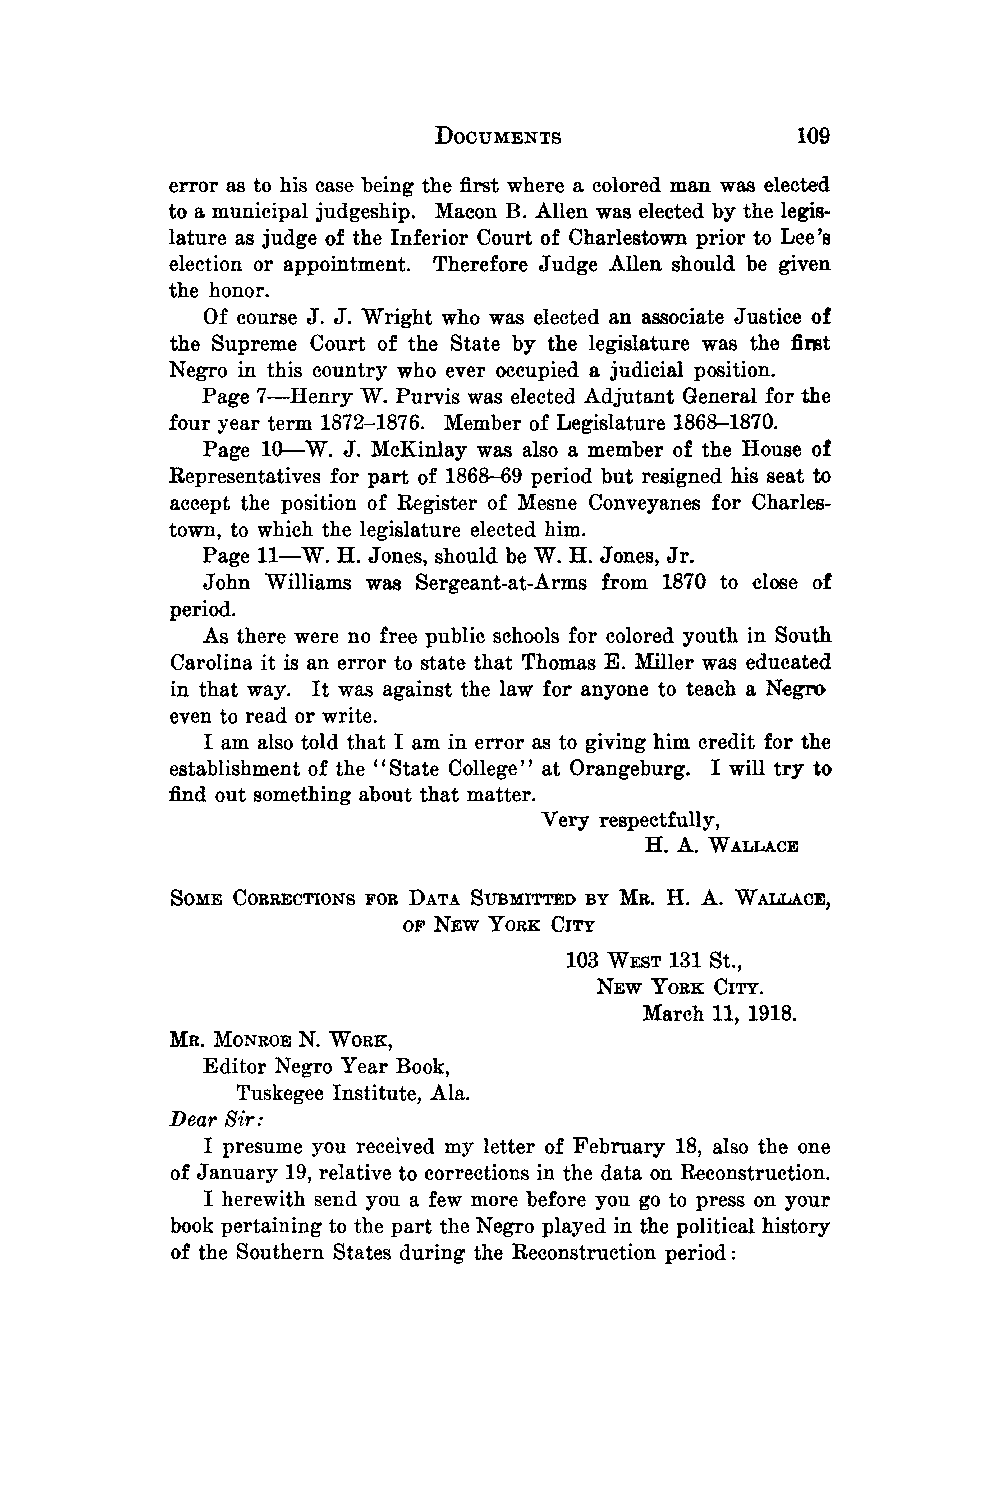 DOCUMENTS 109
error as to his case being the first where a colored man was elected
to a municipal judgeship. Macon B. Allen was elected by the legis-
lature as judge of the Inferior Court of Charlestown prior to Lee's
election or appointment. Therefore Judge Allen should be given
the honor.
Of course J. J. Wright who was elected an associate Justice of
the Supreme Court of the State by the legislature was the first
Negro in this country who ever occupied a judicial position.
Page 7—Henry W. Purvis was elected Adjutant General for the
four year term 1872–1876. Member of Legislature 1868–1870.
Page 10—W. J. McKinlay was also a member of the House of
Representatives for part of 1868–69 period but resigned his seat to
accept the position of Register of Mesne Conveyanes for Charles-
town, to which the legislature elected him.
Page 11—W. H. Jones, should be W. H. Jones, Jr.
John Williams was Sergeant-at-Arms from 1870 to close of
period.
As there were no free public schools for colored youth in South
Carolina it is an error to state that Thomas E. Miller was educated
in that way. It was against the law for anyone to teach a Negro
even to read or write.
I am also told that I am in error as to giving him credit for the
establishment of the "State College" at Orangeburg. I will try to
find out something about that matter.
Very respectfully,
H. A. WALLACE
SOME CORRECTIONS FOR DATA SUBMITTED BY MR. H. A. WALLACE,
OF NEW YORK CITY
103 WEST 131 St.,
NEW YORK CITY.
March 11, 1918.
MR. MONROE N. WORK,
Editor Negro Year Book,
Tuskegee Institute, Ala.
Dear Sir:
I presume you received my letter of February 18, also the one
of January 19, relative to corrections in the data on Reconstruction.
I herewith send you a few more before you go to press on your
book pertaining to the part the Negro played in the political history
of the Southern States during the Reconstruction period: